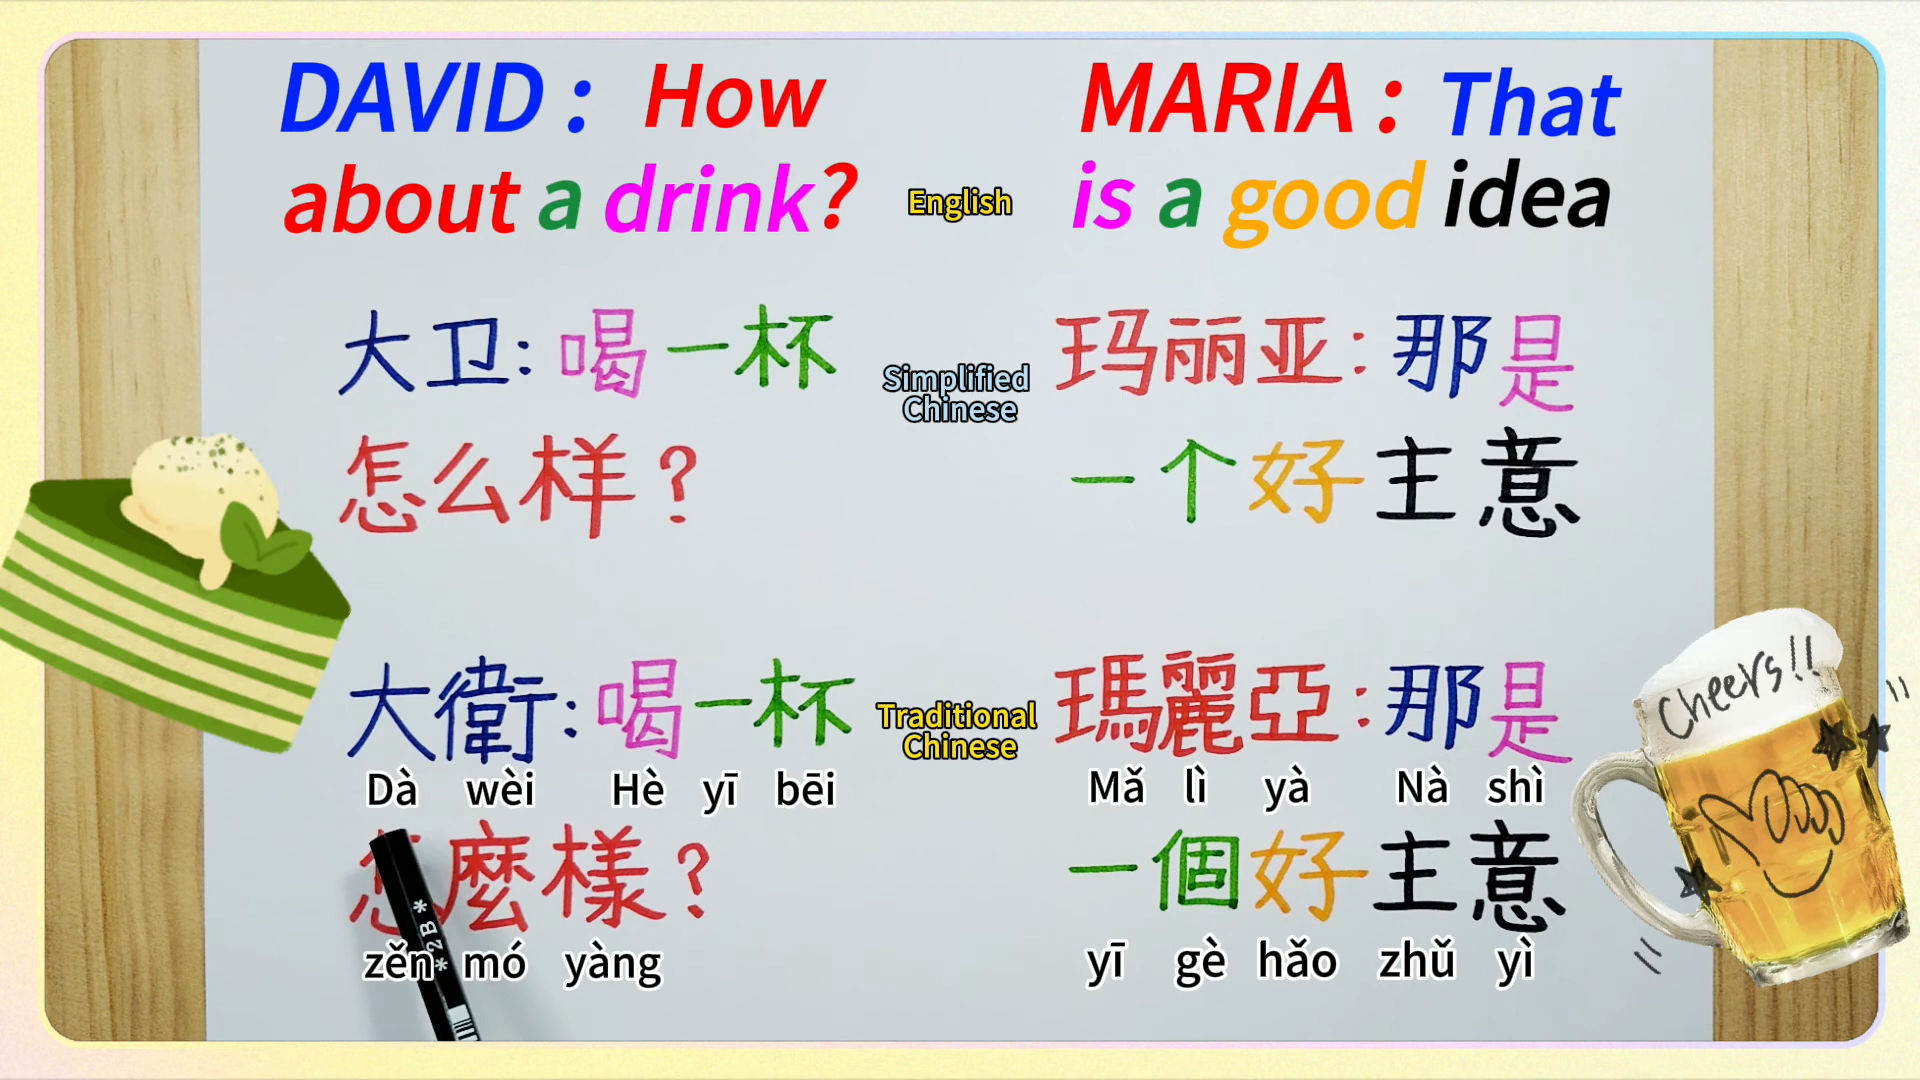 DAVID : How
about a drink?
MARIA : That
is a good idea
English
大卫: 喝一杯
怎么样？
玛丽亚: 那是
一个好主意
Simplified
Chinese
大衛: 喝一杯
Dà wèi Hè yī bēi
怎麼樣？
zěn mó yàng
瑪麗亞: 那是
Mǎ lì yà Nà shì
一個好主意
yī gè hǎo zhǔ yì
Traditional
Chinese
*2B*
Cheers!!